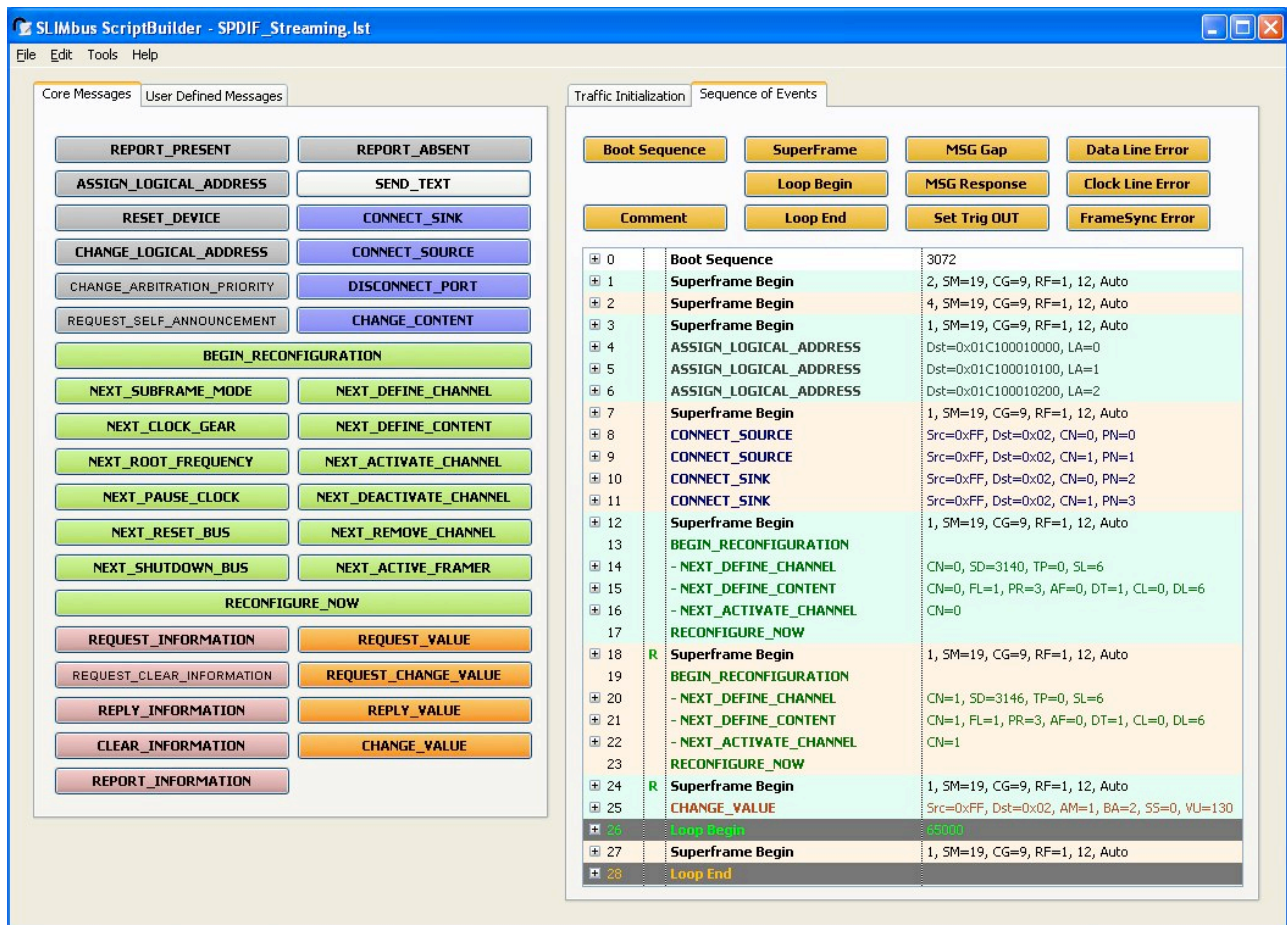 SLIMbus ScriptBuilder - SPDIF_Streaming.lst
File Edit Tools Help
Core Messages User Defined Messages
REPORT_PRESENT REPORT_ABSENT
ASSIGN_LOGICAL_ADDRESS SEND_TEXT
RESET_DEVICE CONNECT_SINK
CHANGE_LOGICAL_ADDRESS CONNECT_SOURCE
CHANGE_ARBITRATION_PRIORITY DISCONNECT_PORT
REQUEST_SELF_ANNOUNCEMENT CHANGE_CONTENT
BEGIN_RECONFIGURATION
NEXT_SUBFRAME_MODE NEXT_DEFINE_CHANNEL
NEXT_CLOCK_GEAR NEXT_DEFINE_CONTENT
NEXT_ROOT_FREQUENCY NEXT_ACTIVATE_CHANNEL
NEXT_PAUSE_CLOCK NEXT_DEACTIVATE_CHANNEL
NEXT_RESET_BUS NEXT_REMOVE_CHANNEL
NEXT_SHUTDOWN_BUS NEXT_ACTIVE_FRAMER
RECONFIGURE_NOW
REQUEST_INFORMATION REQUEST_VALUE
REQUEST_CLEAR_INFORMATION REQUEST_CHANGE_VALUE
REPLY_INFORMATION REPLY_VALUE
CLEAR_INFORMATION CHANGE_VALUE
REPORT_INFORMATION
Traffic Initialization Sequence of Events
Boot Sequence SuperFrame MSG Gap Data Line Error
Loop Begin MSG Response Clock Line Error
Comment Loop End Set Trig OUT FrameSync Error
0 Boot Sequence 3072
1 Superframe Begin 2, SM=19, CG=9, RF=1, 12, Auto
2 Superframe Begin 4, SM=19, CG=9, RF=1, 12, Auto
3 Superframe Begin 1, SM=19, CG=9, RF=1, 12, Auto
4 ASSIGN_LOGICAL_ADDRESS Dst=0x01C100010000, LA=0
5 ASSIGN_LOGICAL_ADDRESS Dst=0x01C100010100, LA=1
6 ASSIGN_LOGICAL_ADDRESS Dst=0x01C100010200, LA=2
7 Superframe Begin 1, SM=19, CG=9, RF=1, 12, Auto
8 CONNECT_SOURCE Src=0xFF, Dst=0x02, CN=0, PN=0
9 CONNECT_SOURCE Src=0xFF, Dst=0x02, CN=1, PN=1
10 CONNECT_SINK Src=0xFF, Dst=0x02, CN=0, PN=2
11 CONNECT_SINK Src=0xFF, Dst=0x02, CN=1, PN=3
12 Superframe Begin 1, SM=19, CG=9, RF=1, 12, Auto
13 BEGIN_RECONFIGURATION
14 - NEXT_DEFINE_CHANNEL CN=0, SD=3140, TP=0, SL=6
15 - NEXT_DEFINE_CONTENT CN=0, FL=1, PR=3, AF=0, DT=1, CL=0, DL=6
16 - NEXT_ACTIVATE_CHANNEL CN=0
17 RECONFIGURE_NOW
18 R Superframe Begin 1, SM=19, CG=9, RF=1, 12, Auto
19 BEGIN_RECONFIGURATION
20 - NEXT_DEFINE_CHANNEL CN=1, SD=3146, TP=0, SL=6
21 - NEXT_DEFINE_CONTENT CN=1, FL=1, PR=3, AF=0, DT=1, CL=0, DL=6
22 - NEXT_ACTIVATE_CHANNEL CN=1
23 RECONFIGURE_NOW
24 R Superframe Begin 1, SM=19, CG=9, RF=1, 12, Auto
25 CHANGE_VALUE Src=0xFF, Dst=0x02, AM=1, BA=2, SS=0, VU=130
26 Loop Begin 65000
27 Superframe Begin 1, SM=19, CG=9, RF=1, 12, Auto
28 Loop End